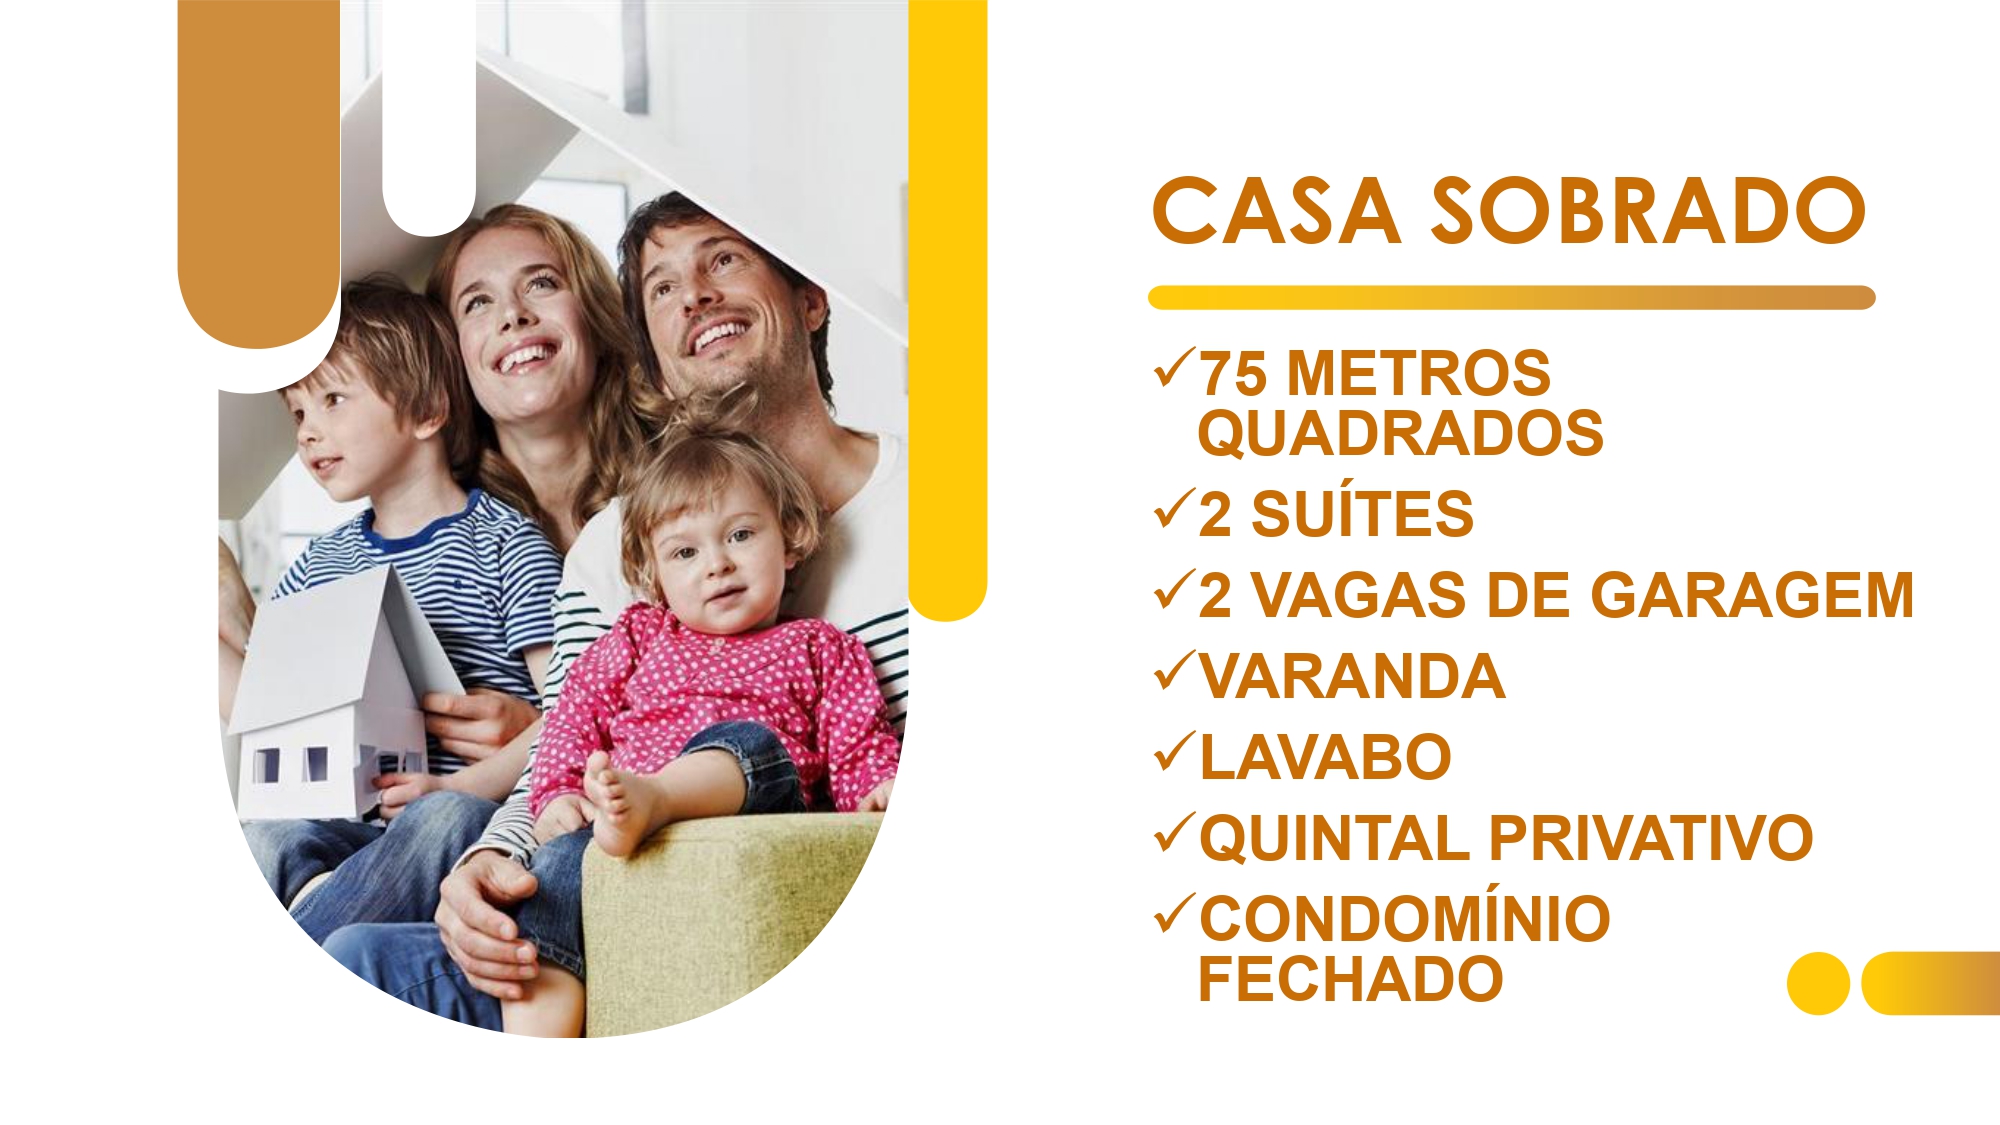 CASA SOBRADO
✓75 METROS
QUADRADOS
✓2 SUÍTES
✓2 VAGAS DE GARAGEM
✓VARANDA
✓LAVABO
✓QUINTAL PRIVATIVO
✓CONDOMÍNIO
FECHADO